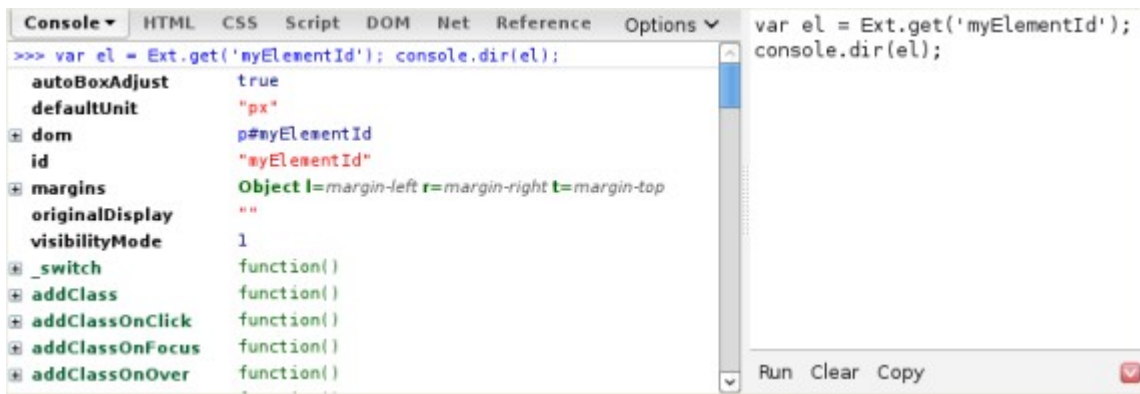 Console HTML CSS Script DOM Net Reference Options
>>> var el = Ext.get('myElementId'); console.dir(el);
autoBoxAdjust true
defaultUnit "px"
dom p#myElementId
id "myElementId"
margins Object l=margin-left r=margin-right t=margin-top
originalDisplay ""
visibilityMode 1
_switch function()
addClass function()
addClassOnClick function()
addClassOnFocus function()
addClassOnOver function()
var el = Ext.get('myElementId');
console.dir(el);
Run Clear Copy